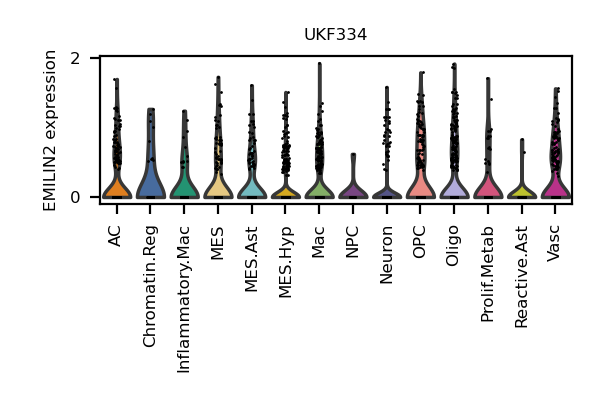 UKF334
EMILIN2 expression
2
0
AC
Chromatin.Reg
Inflammatory.Mac
MES
MES.Ast
MES.Hyp
Mac
NPC
Neuron
OPC
Oligo
Prolif.Metab
Reactive.Ast
Vasc